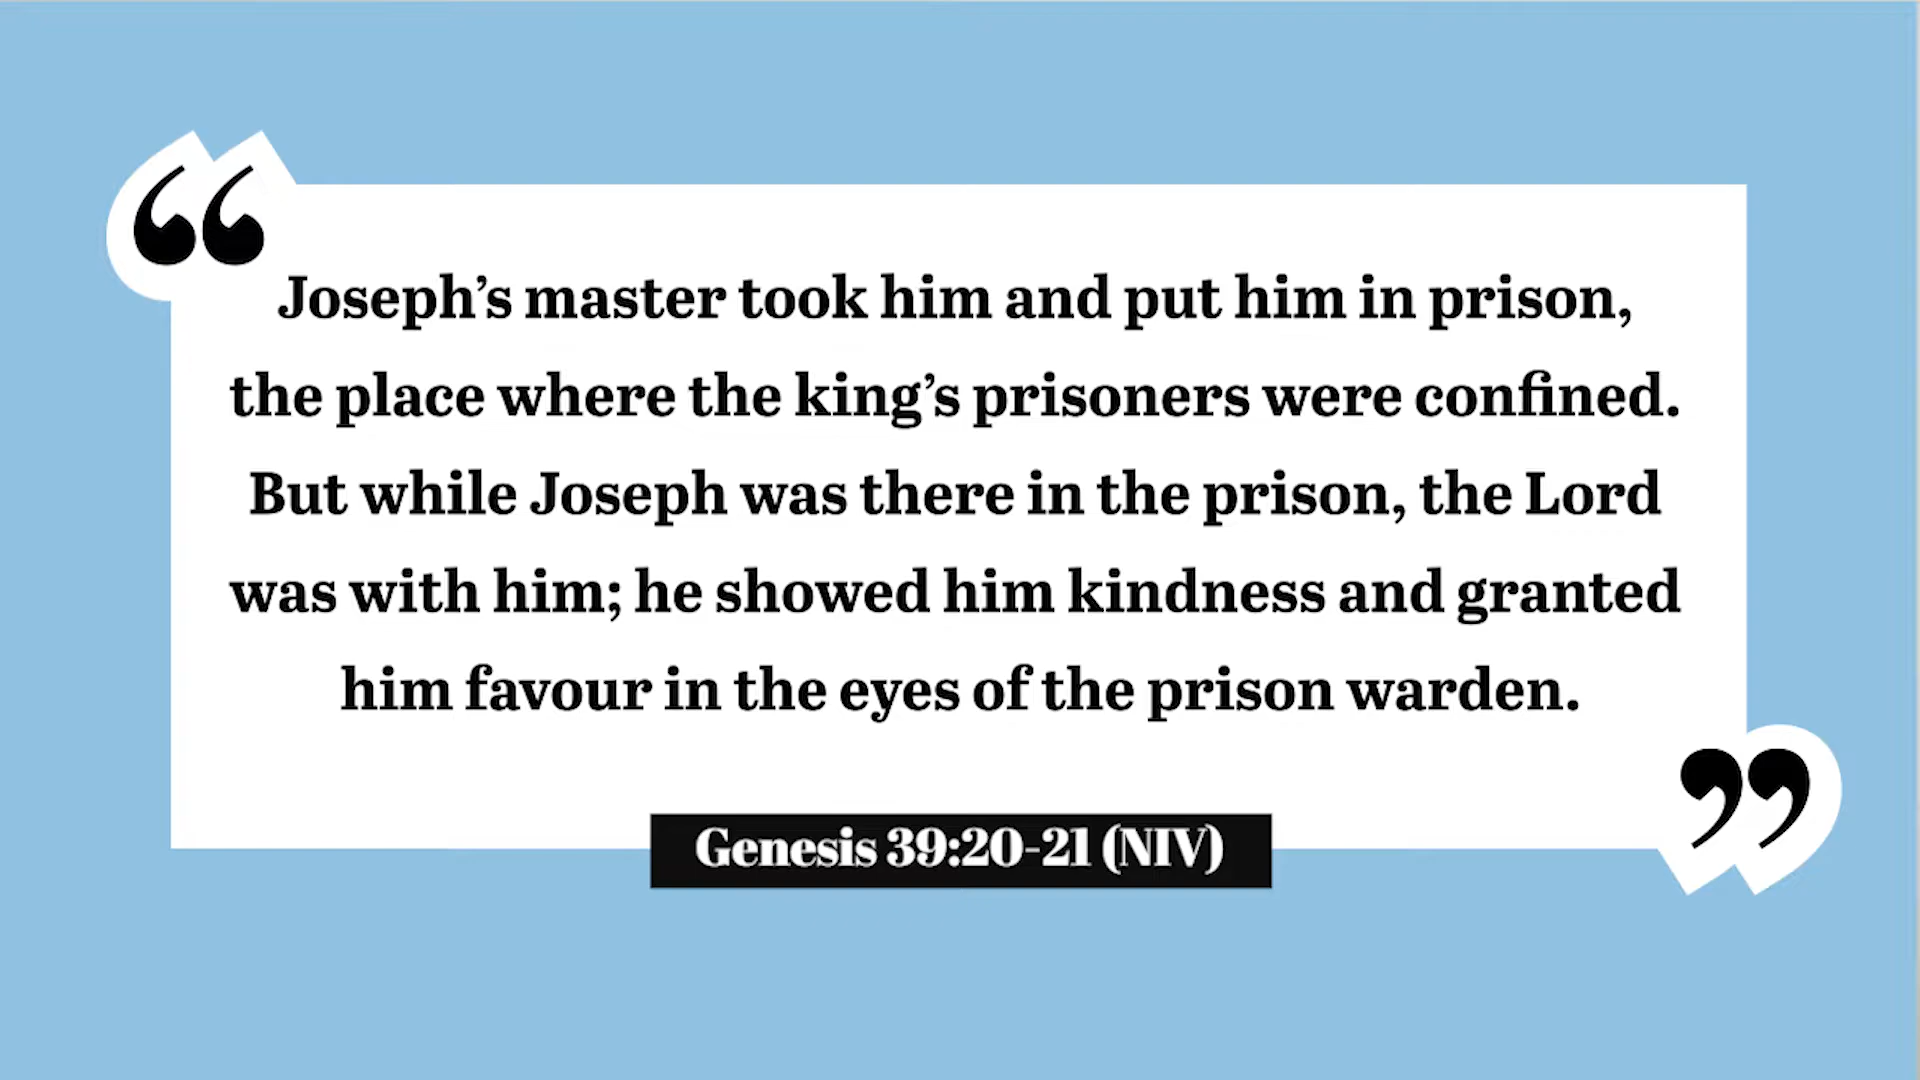 “
Joseph’s master took him and put him in prison,
the place where the king’s prisoners were confined.
But while Joseph was there in the prison, the Lord
was with him; he showed him kindness and granted
him favour in the eyes of the prison warden.
”
Genesis 39:20-21 (NIV)